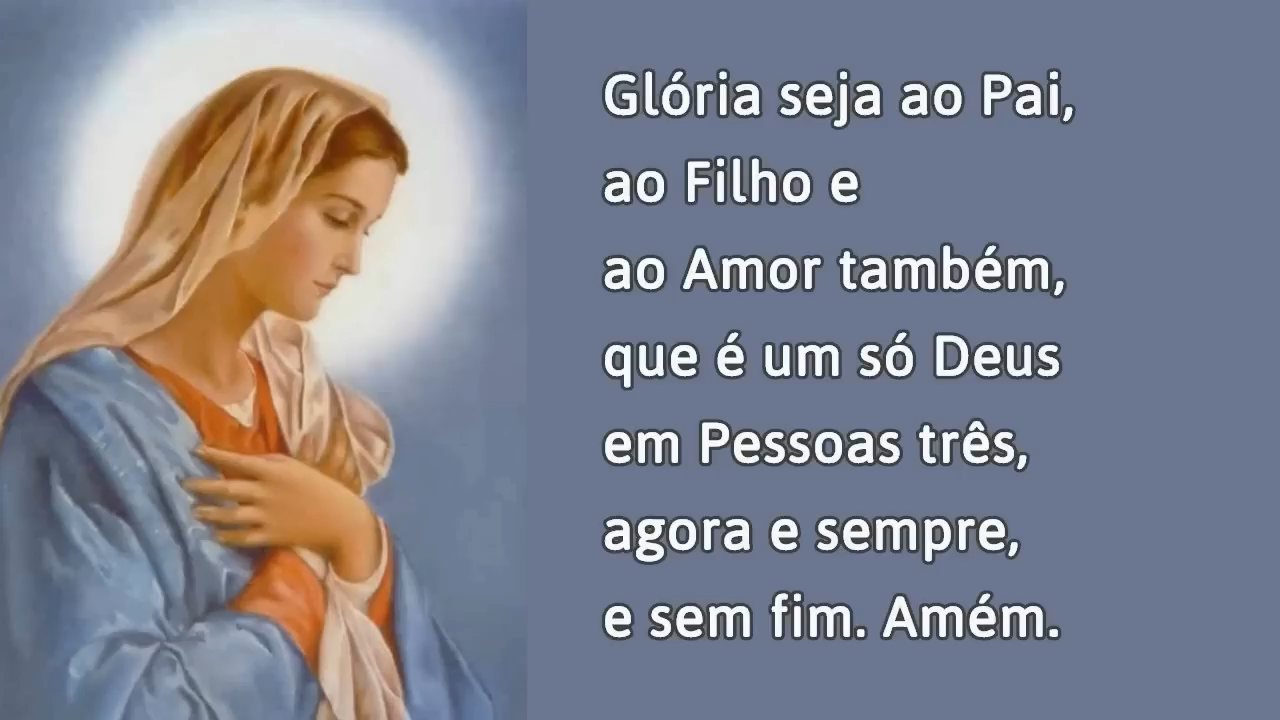 Glória seja ao Pai,
ao Filho e
ao Amor também,
que é um só Deus
em Pessoas três,
agora e sempre,
e sem fim. Amém.